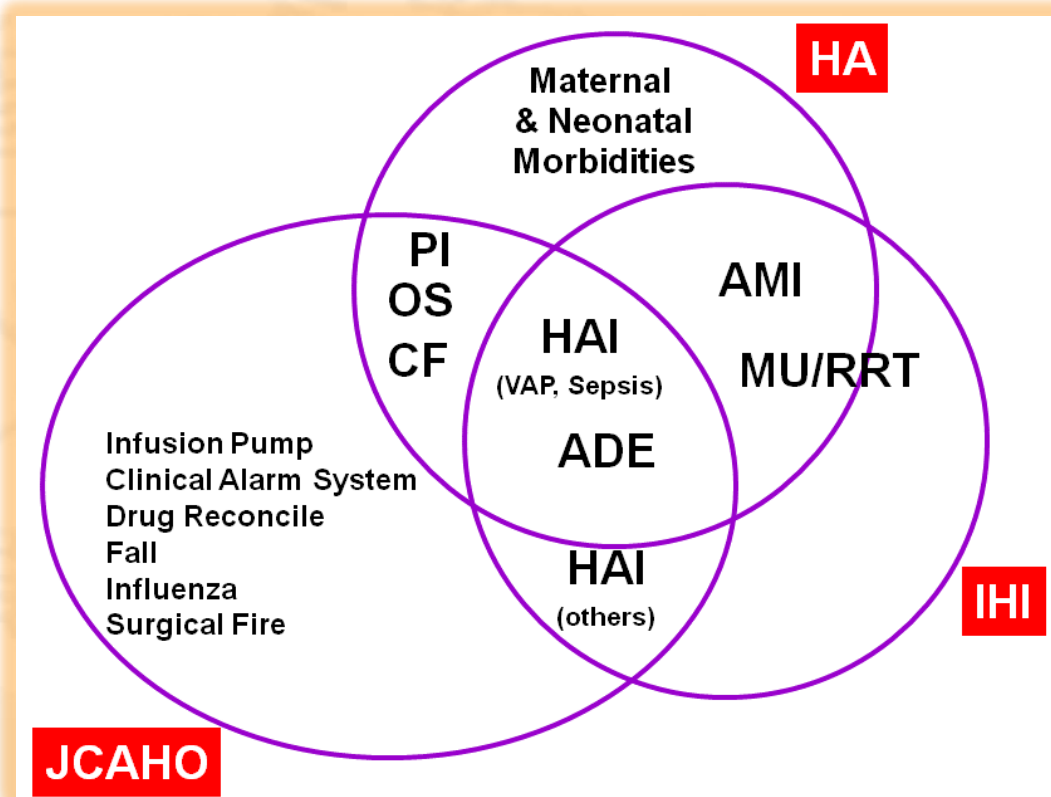 HA
Maternal
& Neonatal
Morbidities
PI
OS
CF
AMI
HAI
(VAP, Sepsis)
MU/RRT
ADE
Infusion Pump
Clinical Alarm System
Drug Reconcile
Fall
Influenza
Surgical Fire
HAI
(others)
IHI
JCAHO